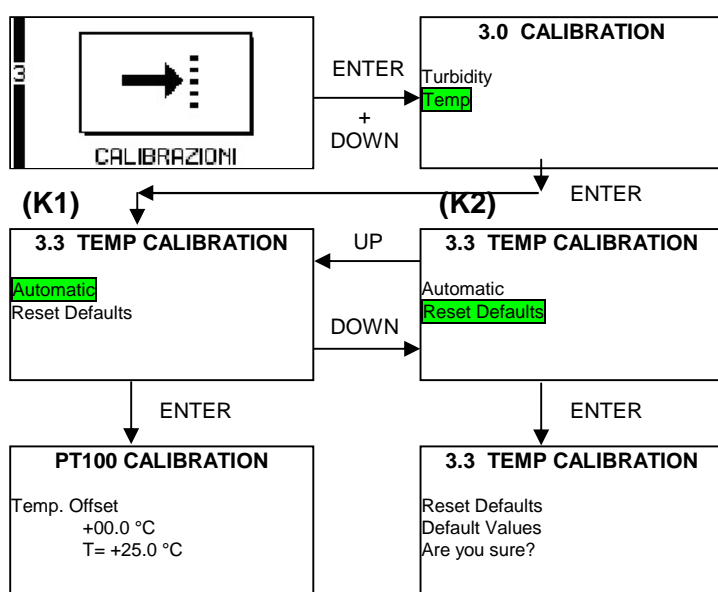 3
CALIBRAZIONI
ENTER
+
DOWN
3.0 CALIBRATION
Turbidity
Temp
ENTER
(K1)
(K2)
3.3 TEMP CALIBRATION
Automatic
Reset Defaults
UP
DOWN
3.3 TEMP CALIBRATION
Automatic
Reset Defaults
ENTER
ENTER
PT100 CALIBRATION
Temp. Offset
+00.0 °C
T= +25.0 °C
3.3 TEMP CALIBRATION
Reset Defaults
Default Values
Are you sure?